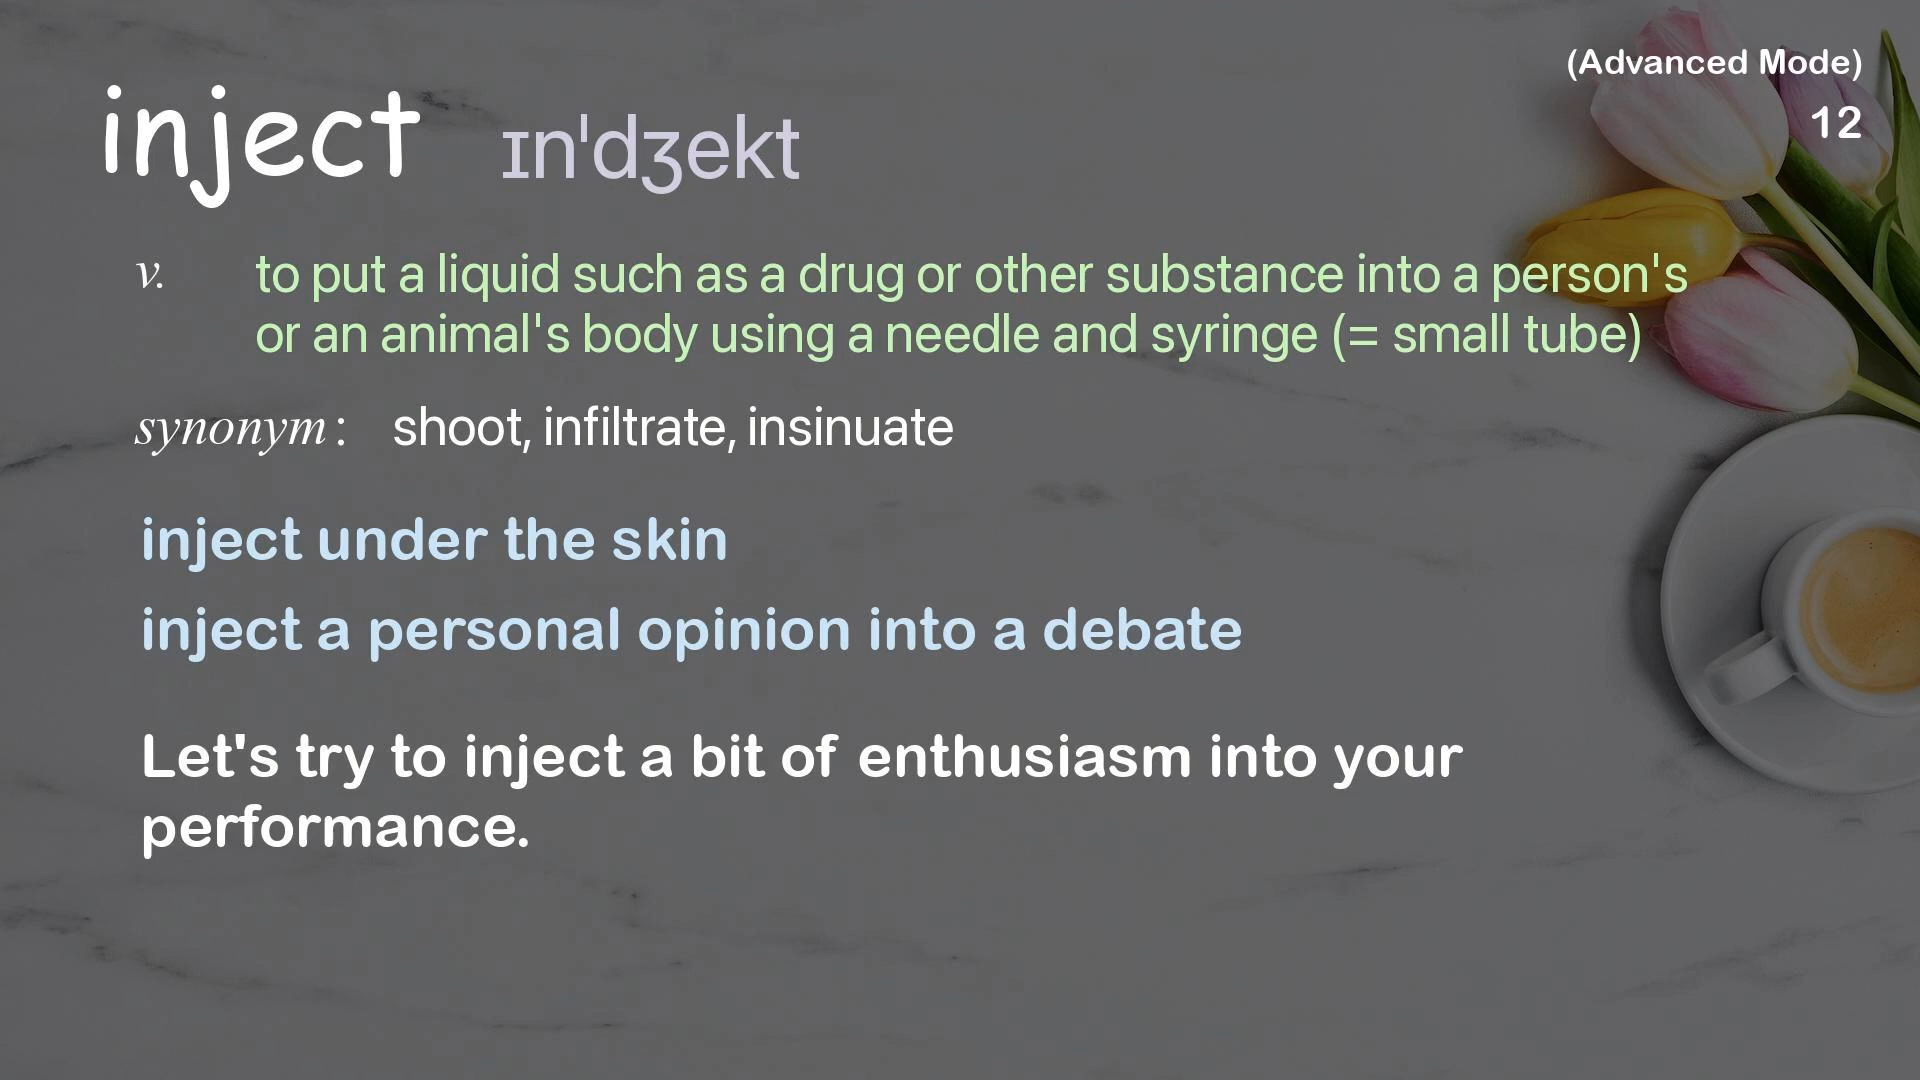 (Advanced Mode)
12
inject ɪn'dʒekt
v. to put a liquid such as a drug or other substance into a person's
or an animal's body using a needle and syringe (= small tube)
synonym: shoot, infiltrate, insinuate
inject under the skin
inject a personal opinion into a debate
Let's try to inject a bit of enthusiasm into your
performance.